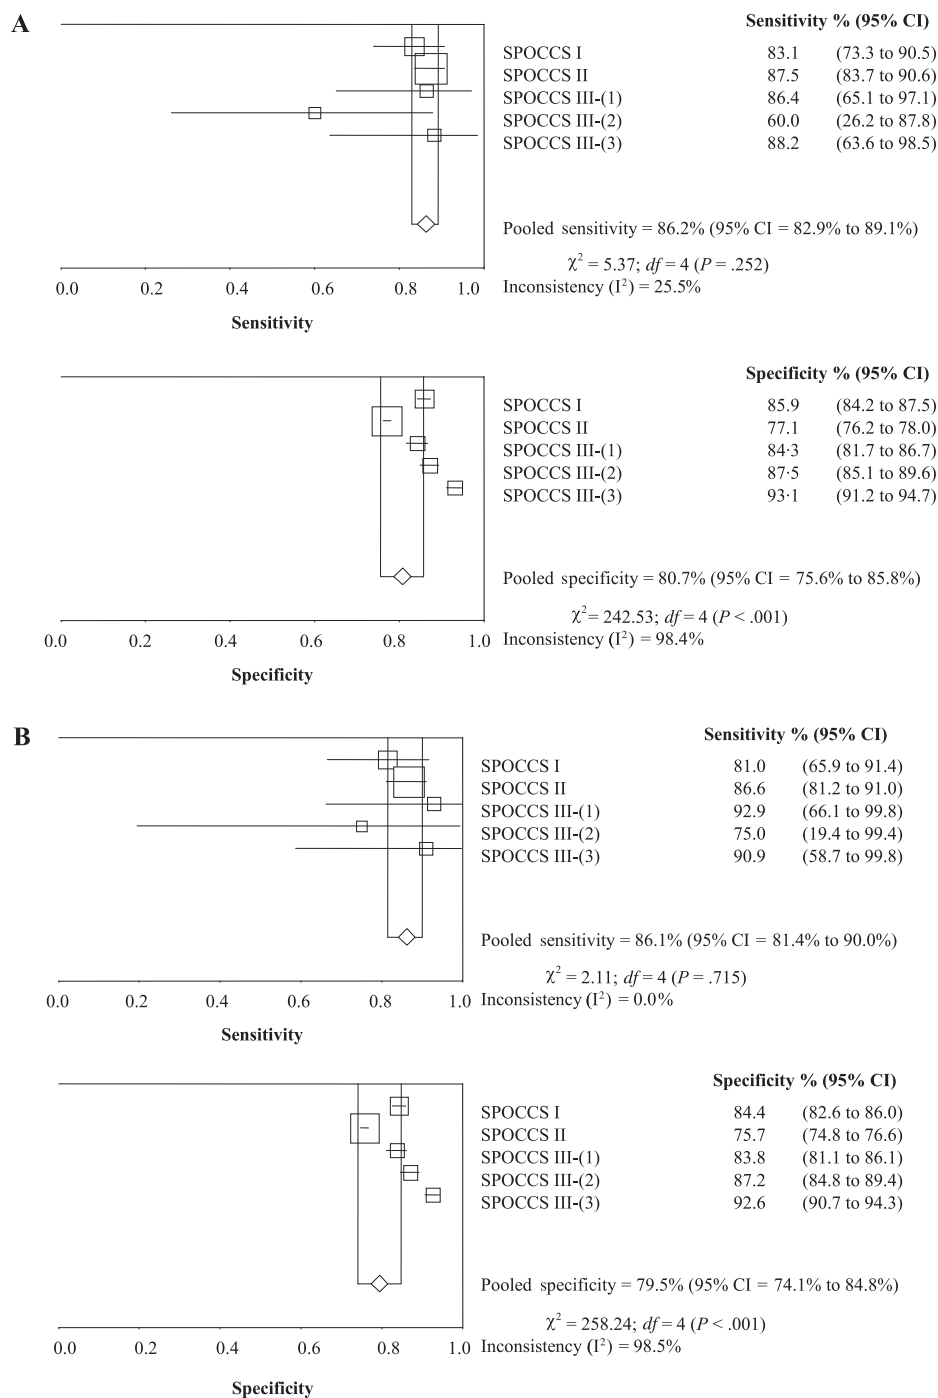 A
Sensitivity % (95% CI)
SPOCCS I 83.1 (73.3 to 90.5)
SPOCCS II 87.5 (83.7 to 90.6)
SPOCCS III-(1) 86.4 (65.1 to 97.1)
SPOCCS III-(2) 60.0 (26.2 to 87.8)
SPOCCS III-(3) 88.2 (63.6 to 98.5)
Pooled sensitivity = 86.2% (95% CI = 82.9% to 89.1%)
χ² = 5.37; df = 4 (P = .252)
Inconsistency (I²) = 25.5%
0.0 0.2 0.4 0.6 0.8 1.0
Sensitivity
Specificity % (95% CI)
SPOCCS I 85.9 (84.2 to 87.5)
SPOCCS II 77.1 (76.2 to 78.0)
SPOCCS III-(1) 84·3 (81.7 to 86.7)
SPOCCS III-(2) 87·5 (85.1 to 89.6)
SPOCCS III-(3) 93·1 (91.2 to 94.7)
Pooled specificity = 80.7% (95% CI = 75.6% to 85.8%)
χ² = 242.53; df = 4 (P < .001)
Inconsistency (I²) = 98.4%
0.0 0.2 0.4 0.6 0.8 1.0
Specificity
B
Sensitivity % (95% CI)
SPOCCS I 81.0 (65.9 to 91.4)
SPOCCS II 86.6 (81.2 to 91.0)
SPOCCS III-(1) 92.9 (66.1 to 99.8)
SPOCCS III-(2) 75.0 (19.4 to 99.4)
SPOCCS III-(3) 90.9 (58.7 to 99.8)
Pooled sensitivity = 86.1% (95% CI = 81.4% to 90.0%)
χ² = 2.11; df = 4 (P = .715)
Inconsistency (I²) = 0.0%
0.0 0.2 0.4 0.6 0.8 1.0
Sensitivity
Specificity % (95% CI)
SPOCCS I 84.4 (82.6 to 86.0)
SPOCCS II 75.7 (74.8 to 76.6)
SPOCCS III-(1) 83.8 (81.1 to 86.1)
SPOCCS III-(2) 87.2 (84.8 to 89.4)
SPOCCS III-(3) 92.6 (90.7 to 94.3)
Pooled specificity = 79.5% (95% CI = 74.1% to 84.8%)
χ² = 258.24; df = 4 (P < .001)
Inconsistency (I²) = 98.5%
0.0 0.2 0.4 0.6 0.8 1.0
Specificity